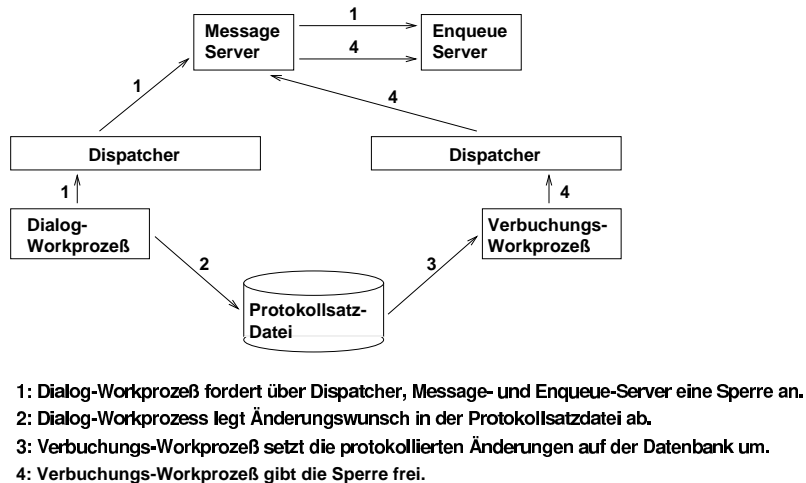 Message
Server
1
4
Enqueue
Server
1
4
Dispatcher
Dispatcher
1
4
Dialog-
Workprozeß
Verbuchungs-
Workprozeß
2
3
Protokollsatz-
Datei
1: Dialog-Workprozeß fordert über Dispatcher, Message- und Enqueue-Server eine Sperre an.
2: Dialog-Workprozess legt Änderungswunsch in der Protokollsatzdatei ab.
3: Verbuchungs-Workprozeß setzt die protokollierten Änderungen auf der Datenbank um.
4: Verbuchungs-Workprozeß gibt die Sperre frei.